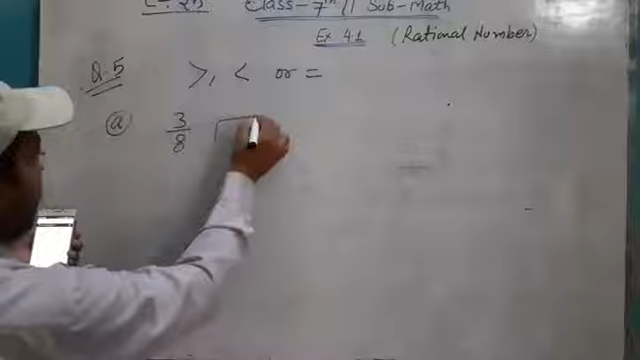 Class-7th // Sub-Math
Ex 4.1 (Rational Number)
Q.5 >, < or =
(a) 3/8